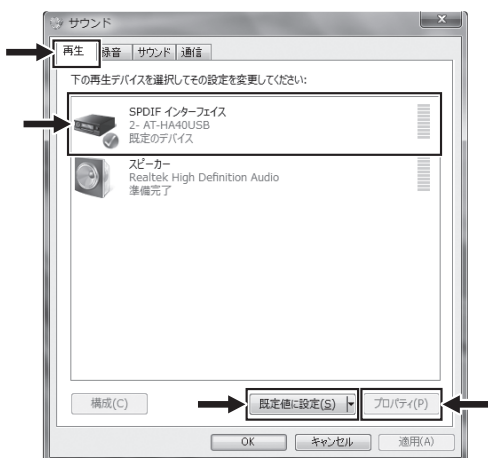 サウンド
再生 録音 サウンド 通信
下の再生デバイスを選択してその設定を変更してください:
SPDIF インターフェイス
2- AT-HA40USB
既定のデバイス
スピーカー
Realtek High Definition Audio
準備完了
構成(C) 既定値に設定(S) プロパティ(P)
OK キャンセル 適用(A)